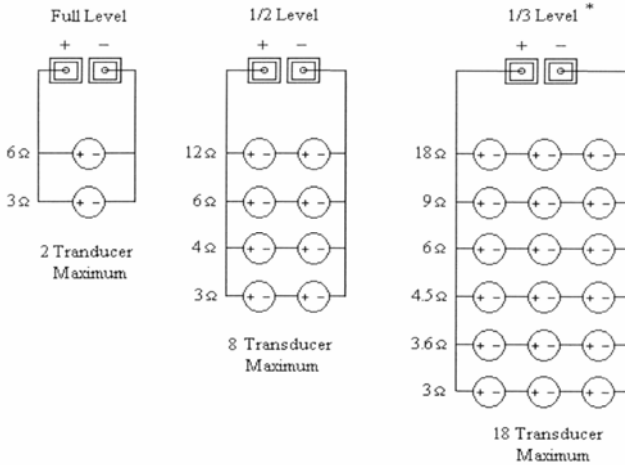 Full Level
+ −
6Ω
+ -
3Ω
+ -
2 Tranducer
Maximum
1/2 Level
+ −
12Ω
+ - + -
6Ω
+ - + -
4Ω
+ - + -
3Ω
+ - + -
8 Transducer
Maximum
1/3 Level *
+ −
18Ω
+ - + - + -
9Ω
+ - + - + -
6Ω
+ - + - + -
4.5Ω
+ - + - + -
3.6Ω
+ - + - + -
3Ω
+ - + - + -
18 Transducer
Maximum